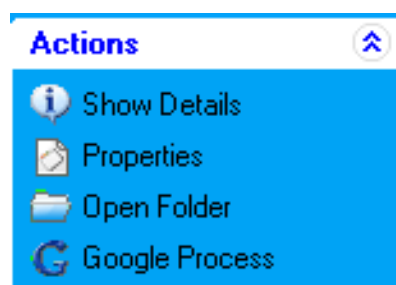 Actions
Show Details
Properties
Open Folder
Google Process